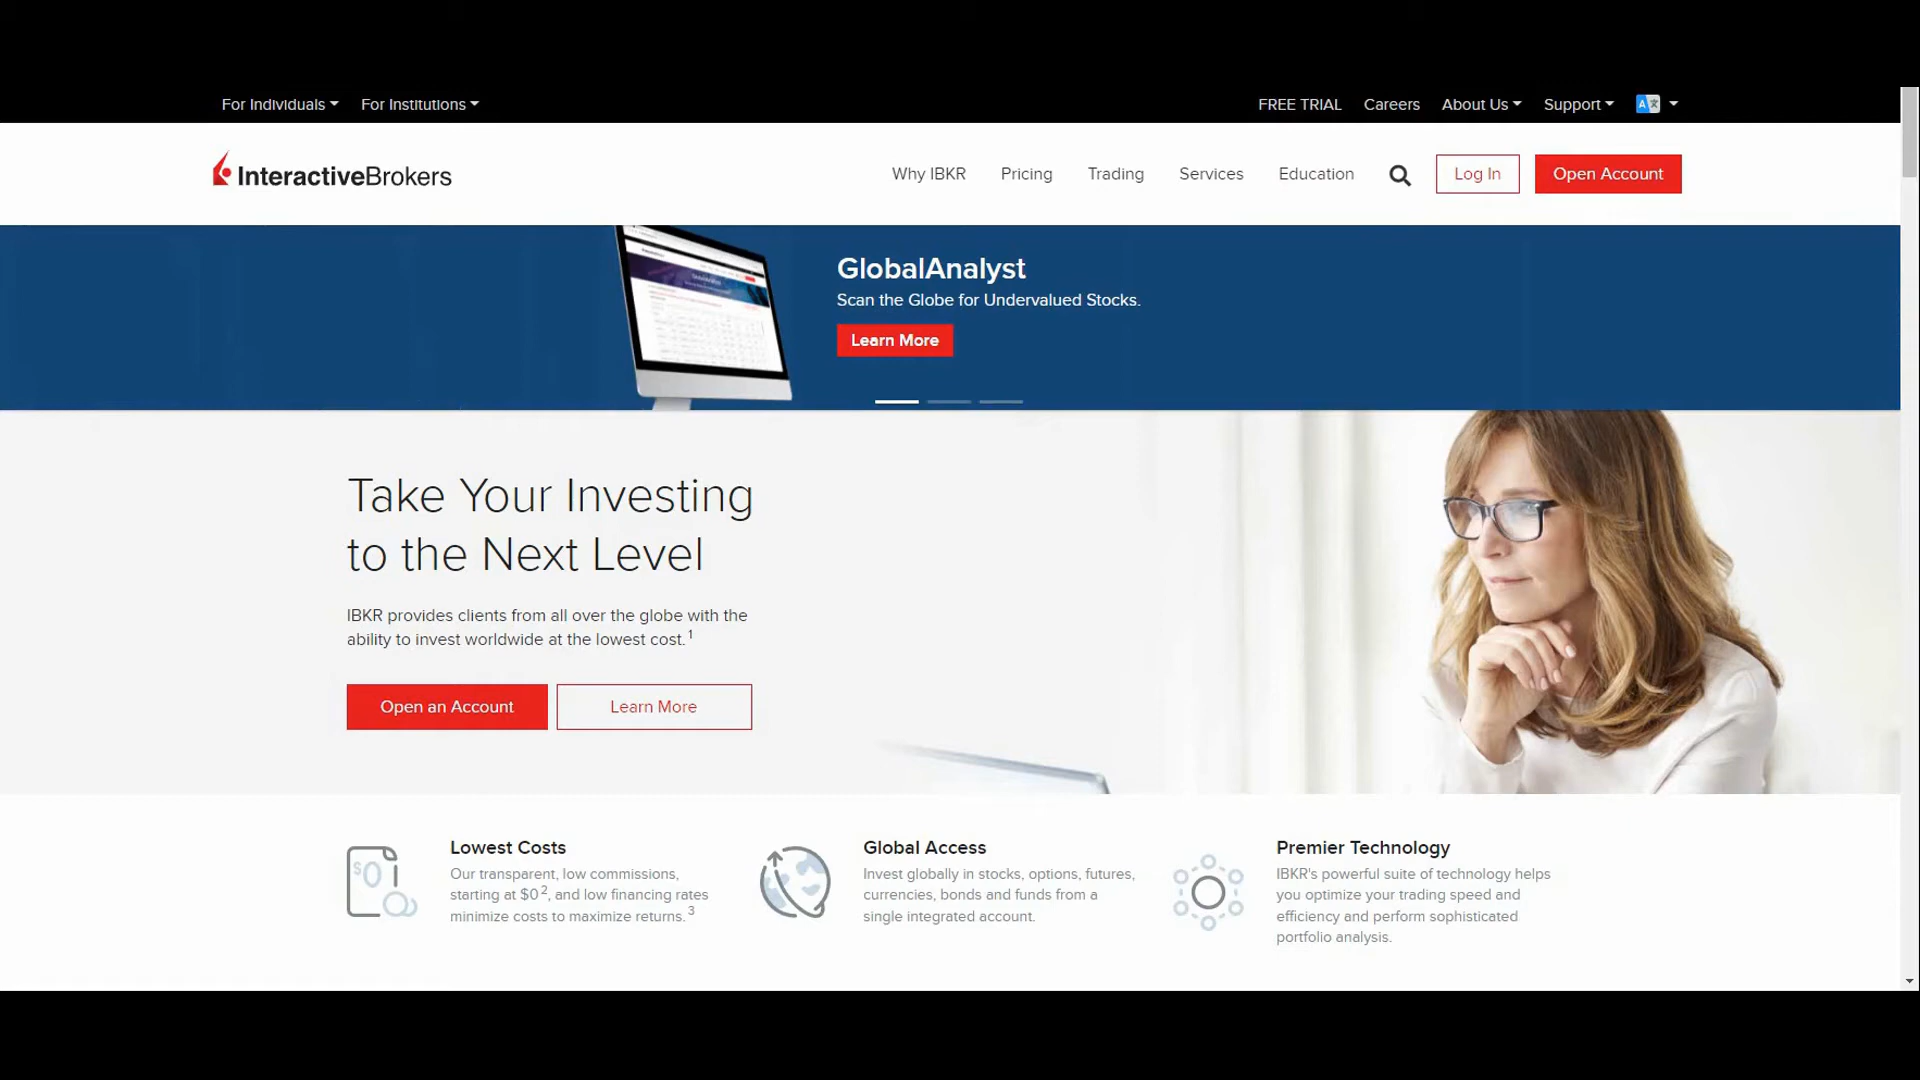 For Individuals
For Institutions
FREE TRIAL
Careers
About Us
Support
InteractiveBrokers
Why IBKR
Pricing
Trading
Services
Education
Log In
Open Account
GlobalAnalyst
Scan the Globe for Undervalued Stocks.
Learn More
Take Your Investing
to the Next Level
IBKR provides clients from all over the globe with the
ability to invest worldwide at the lowest cost.1
Open an Account
Learn More
Lowest Costs
Our transparent, low commissions,
starting at $0 2, and low financing rates
minimize costs to maximize returns. 3
Global Access
Invest globally in stocks, options, futures,
currencies, bonds and funds from a
single integrated account.
Premier Technology
IBKR's powerful suite of technology helps
you optimize your trading speed and
efficiency and perform sophisticated
portfolio analysis.